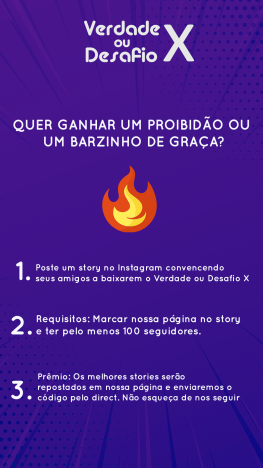 Verdade
ou
Desafio X
QUER GANHAR UM PROIBIDÃO OU
UM BARZINHO DE GRAÇA?
1. Poste um story no Instagram convencendo
seus amigos a baixarem o Verdade ou Desafio X
2. Requisitos: Marcar nossa página no story
e ter pelo menos 100 seguidores.
3. Prêmio: Os melhores stories serão
repostados em nossa página e enviaremos o
código pelo direct. Não esqueça de nos seguir